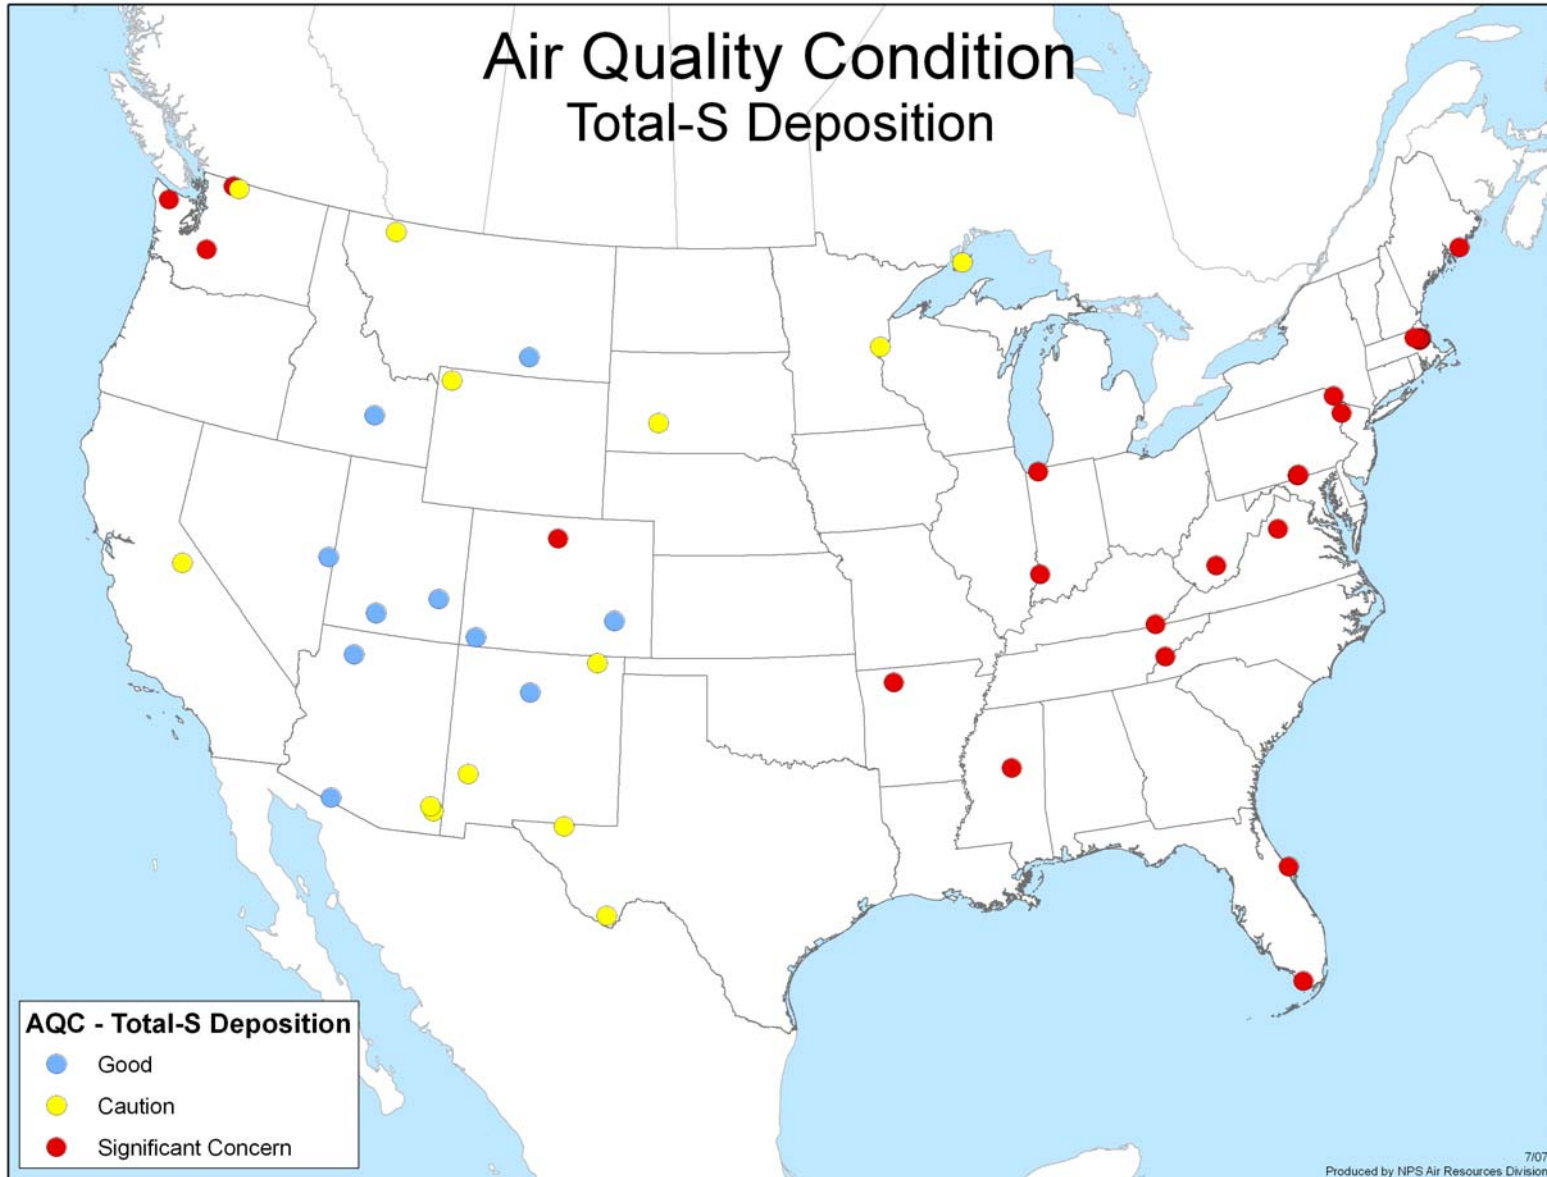 Air Quality Condition
Total-S Deposition
AQC - Total-S Deposition
Good
Caution
Significant Concern
7/07
Produced by NPS Air Resources Division